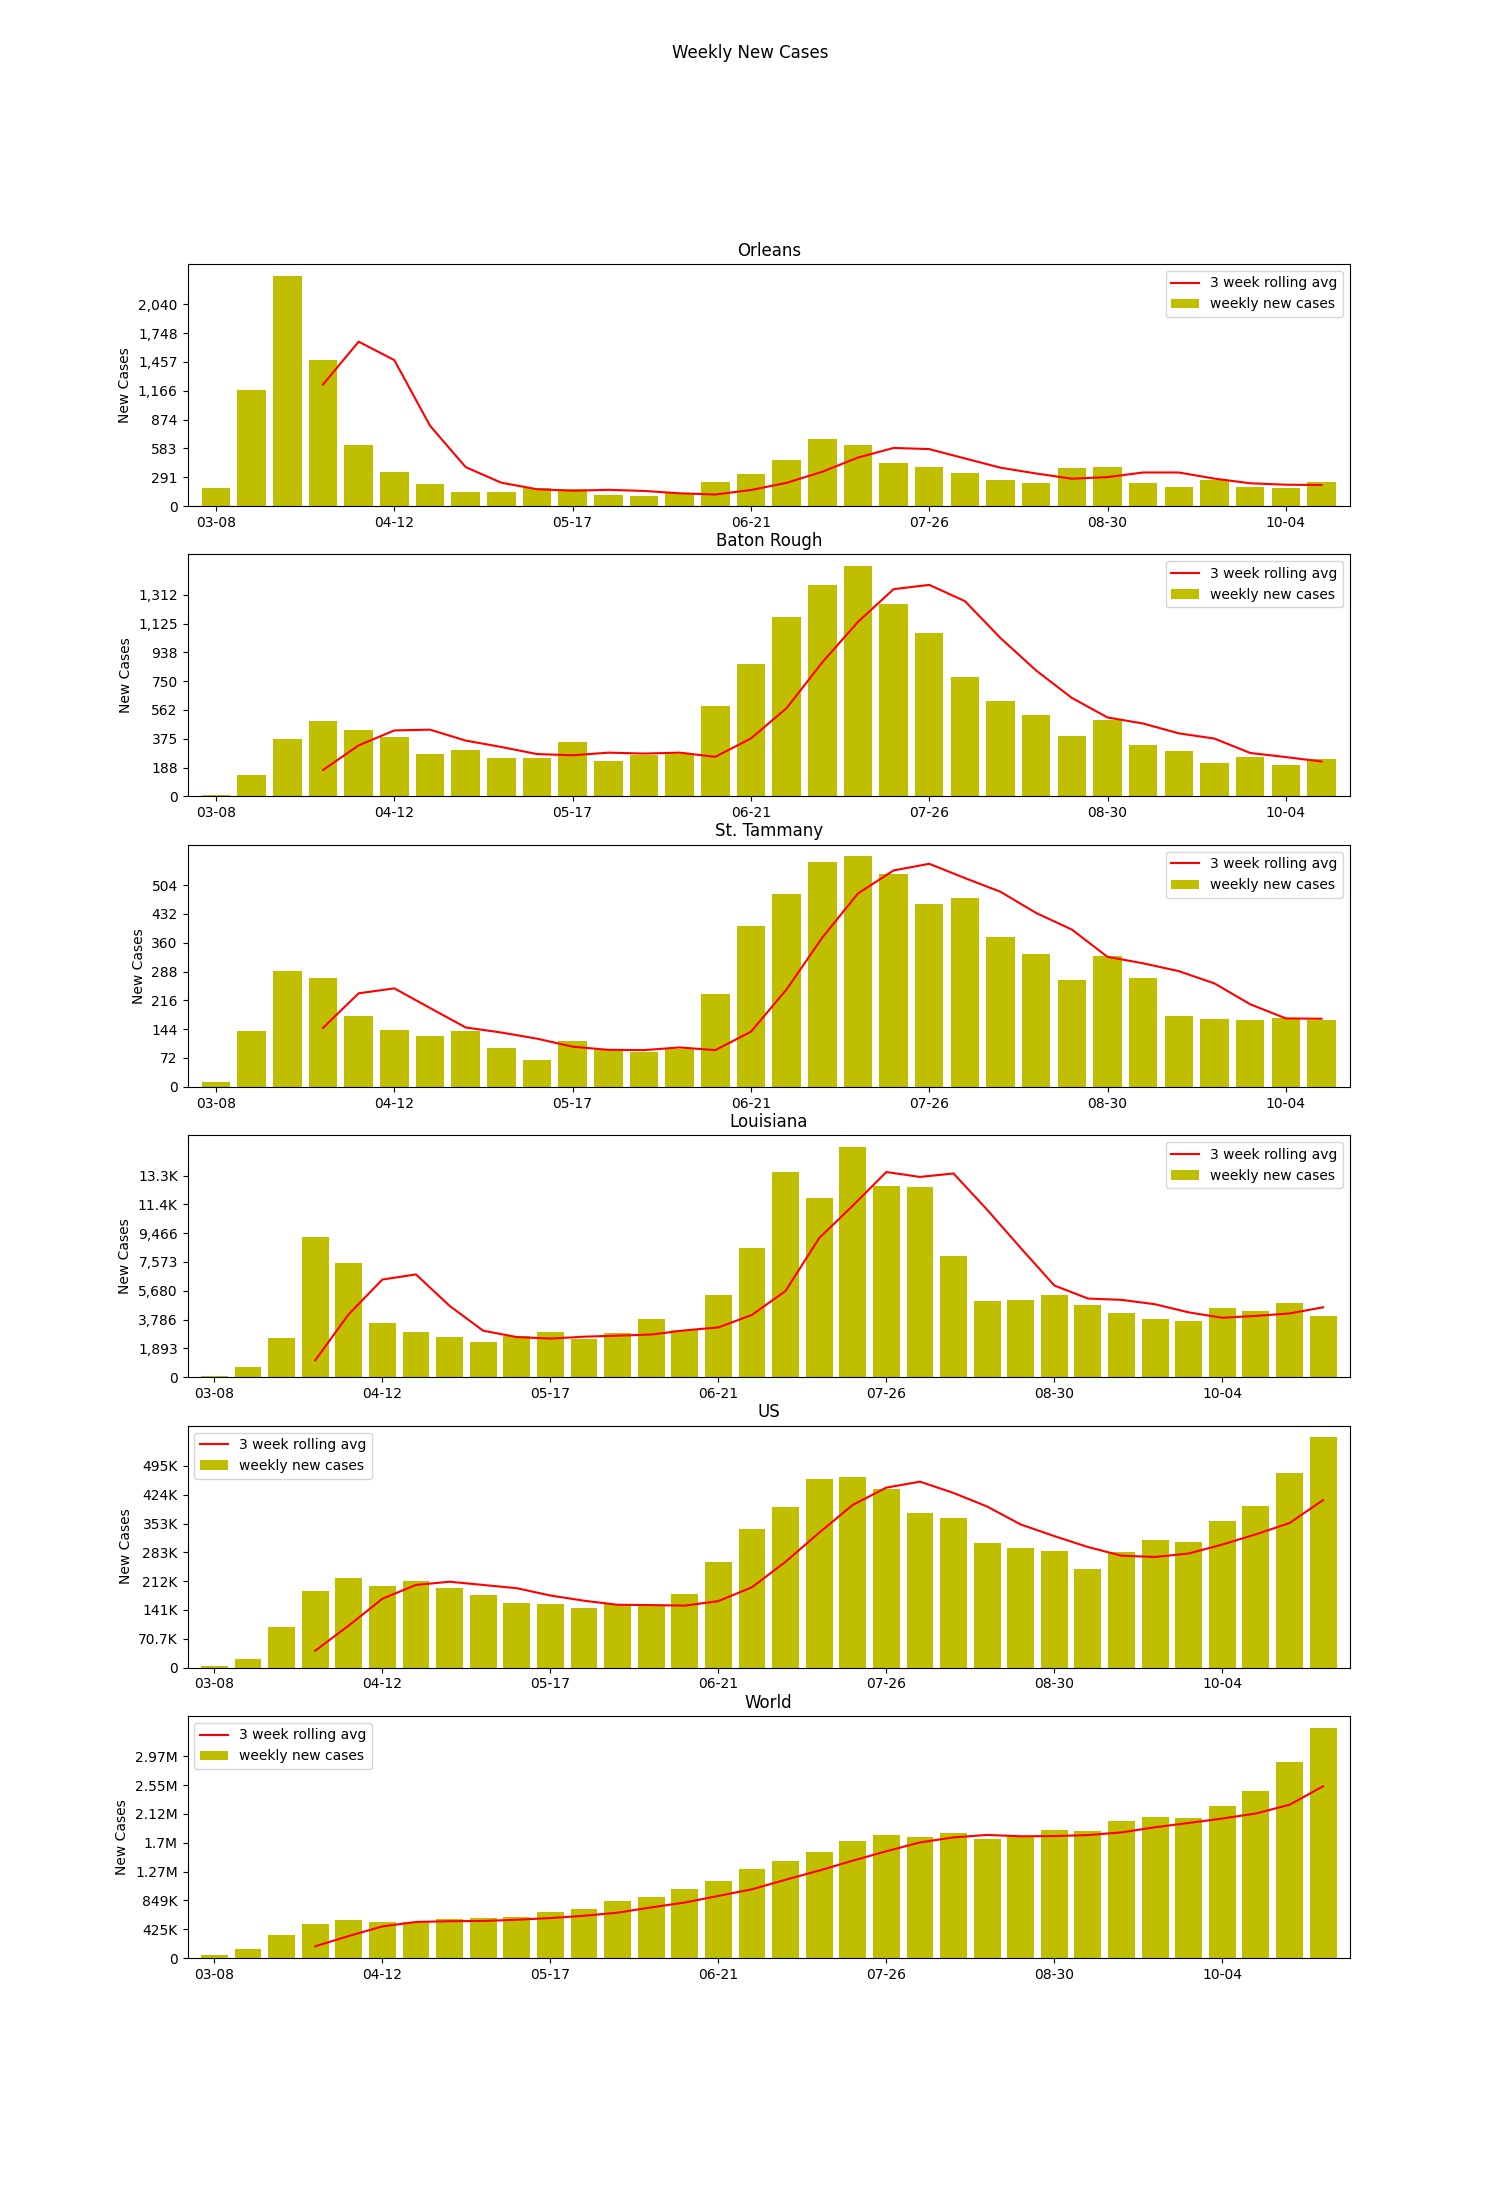 Weekly New Cases
Orleans
3 week rolling avg
weekly new cases
New Cases
2,040
1,748
1,457
1,166
874
583
291
0
03-08 04-12 05-17 06-21 07-26 08-30 10-04
Baton Rough
3 week rolling avg
weekly new cases
New Cases
1,312
1,125
938
750
562
375
188
0
03-08 04-12 05-17 06-21 07-26 08-30 10-04
St. Tammany
3 week rolling avg
weekly new cases
New Cases
504
432
360
288
216
144
72
0
03-08 04-12 05-17 06-21 07-26 08-30 10-04
Louisiana
3 week rolling avg
weekly new cases
New Cases
13.3K
11.4K
9,466
7,573
5,680
3,786
1,893
0
03-08 04-12 05-17 06-21 07-26 08-30 10-04
US
3 week rolling avg
weekly new cases
New Cases
495K
424K
353K
283K
212K
141K
70.7K
0
03-08 04-12 05-17 06-21 07-26 08-30 10-04
World
3 week rolling avg
weekly new cases
New Cases
2.97M
2.55M
2.12M
1.7M
1.27M
849K
425K
0
03-08 04-12 05-17 06-21 07-26 08-30 10-04